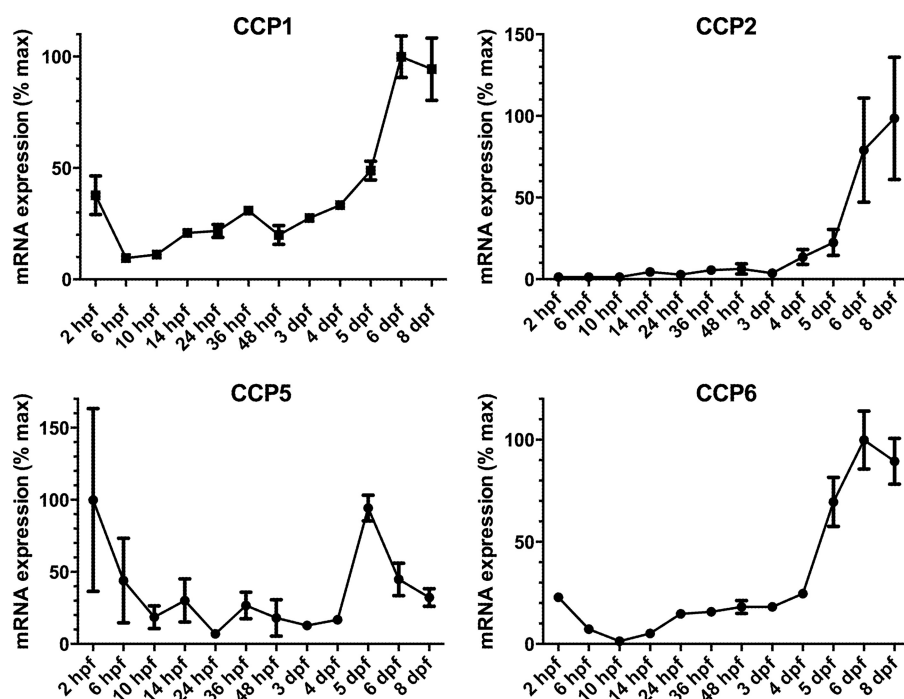 CCP1
mRNA expression (% max)
100
50
0
2 hpf
6 hpf
10 hpf
14 hpf
24 hpf
36 hpf
48 hpf
3 dpf
4 dpf
5 dpf
6 dpf
8 dpf
CCP2
mRNA expression (% max)
150
100
50
0
2 hpf
6 hpf
10 hpf
14 hpf
24 hpf
36 hpf
48 hpf
3 dpf
4 dpf
5 dpf
6 dpf
8 dpf
CCP5
mRNA expression (% max)
150
100
50
0
2 hpf
6 hpf
10 hpf
14 hpf
24 hpf
36 hpf
48 hpf
3 dpf
4 dpf
5 dpf
6 dpf
8 dpf
CCP6
mRNA expression (% max)
100
50
0
2 hpf
6 hpf
10 hpf
14 hpf
24 hpf
36 hpf
48 hpf
3 dpf
4 dpf
5 dpf
6 dpf
8 dpf